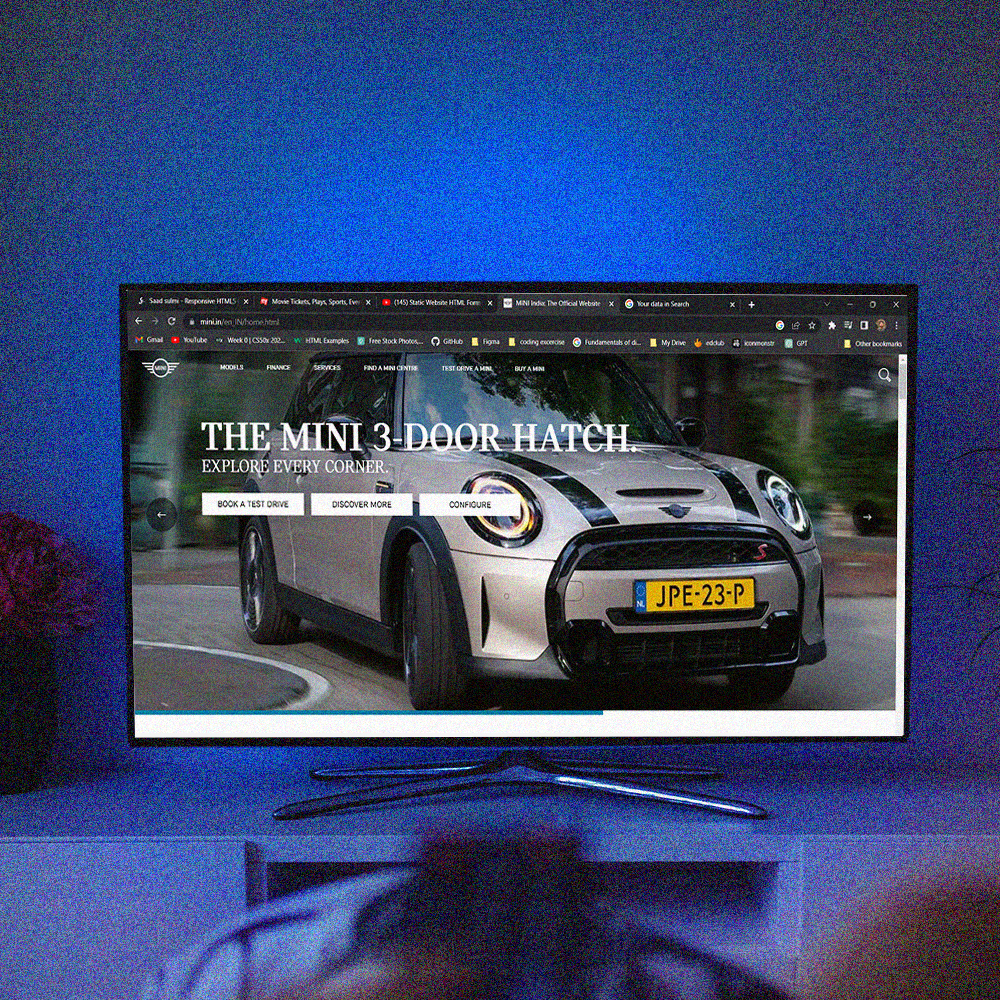 Saad sulmi - Responsive HTML5
Movie Tickets, Plays, Sports, Even
(145) Static Website HTML Form
MINI India: The Official Website
Your data in Search
mini.in/en_IN/home.html
Gmail
YouTube
Week 0 | CS50x 202...
HTML Examples
Free Stock Photos,...
GitHub
Figma
coding excercise
Fundamentals of di...
My Drive
edclub
iconmonstr
GPT
Other bookmarks
MINI
MODELS
FINANCE
SERVICES
FIND A MINI CENTRE
TEST DRIVE A MINI
BUY A MINI
THE MINI 3-DOOR HATCH.
EXPLORE EVERY CORNER.
BOOK A TEST DRIVE
DISCOVER MORE
CONFIGURE
S
NL
JPE-23-P